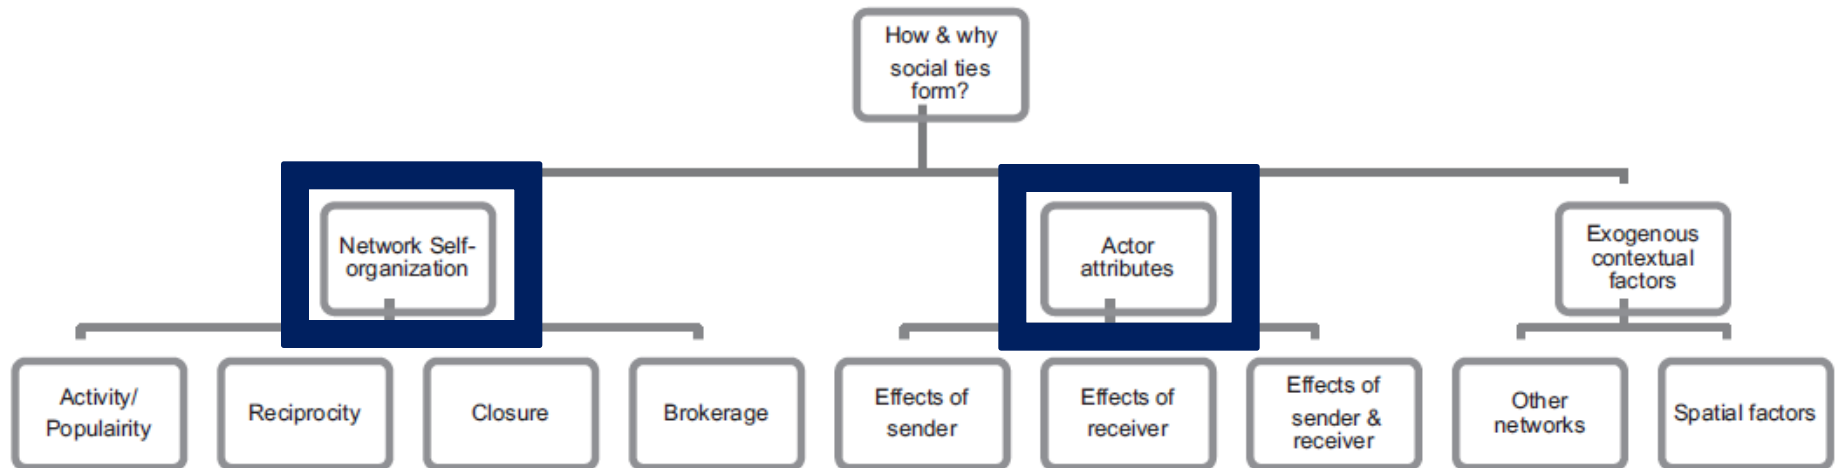 How & why
social ties
form?
Network Self-
organization
Actor
attributes
Exogenous
contextual
factors
Activity/
Populairity
Reciprocity
Closure
Brokerage
Effects of
sender
Effects of
receiver
Effects of
sender &
receiver
Other
networks
Spatial factors